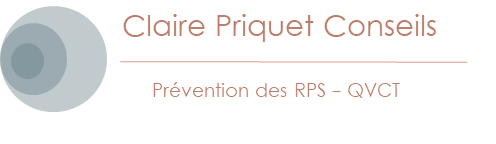 Claire Priquet Conseils
Prévention des RPS – QVCT